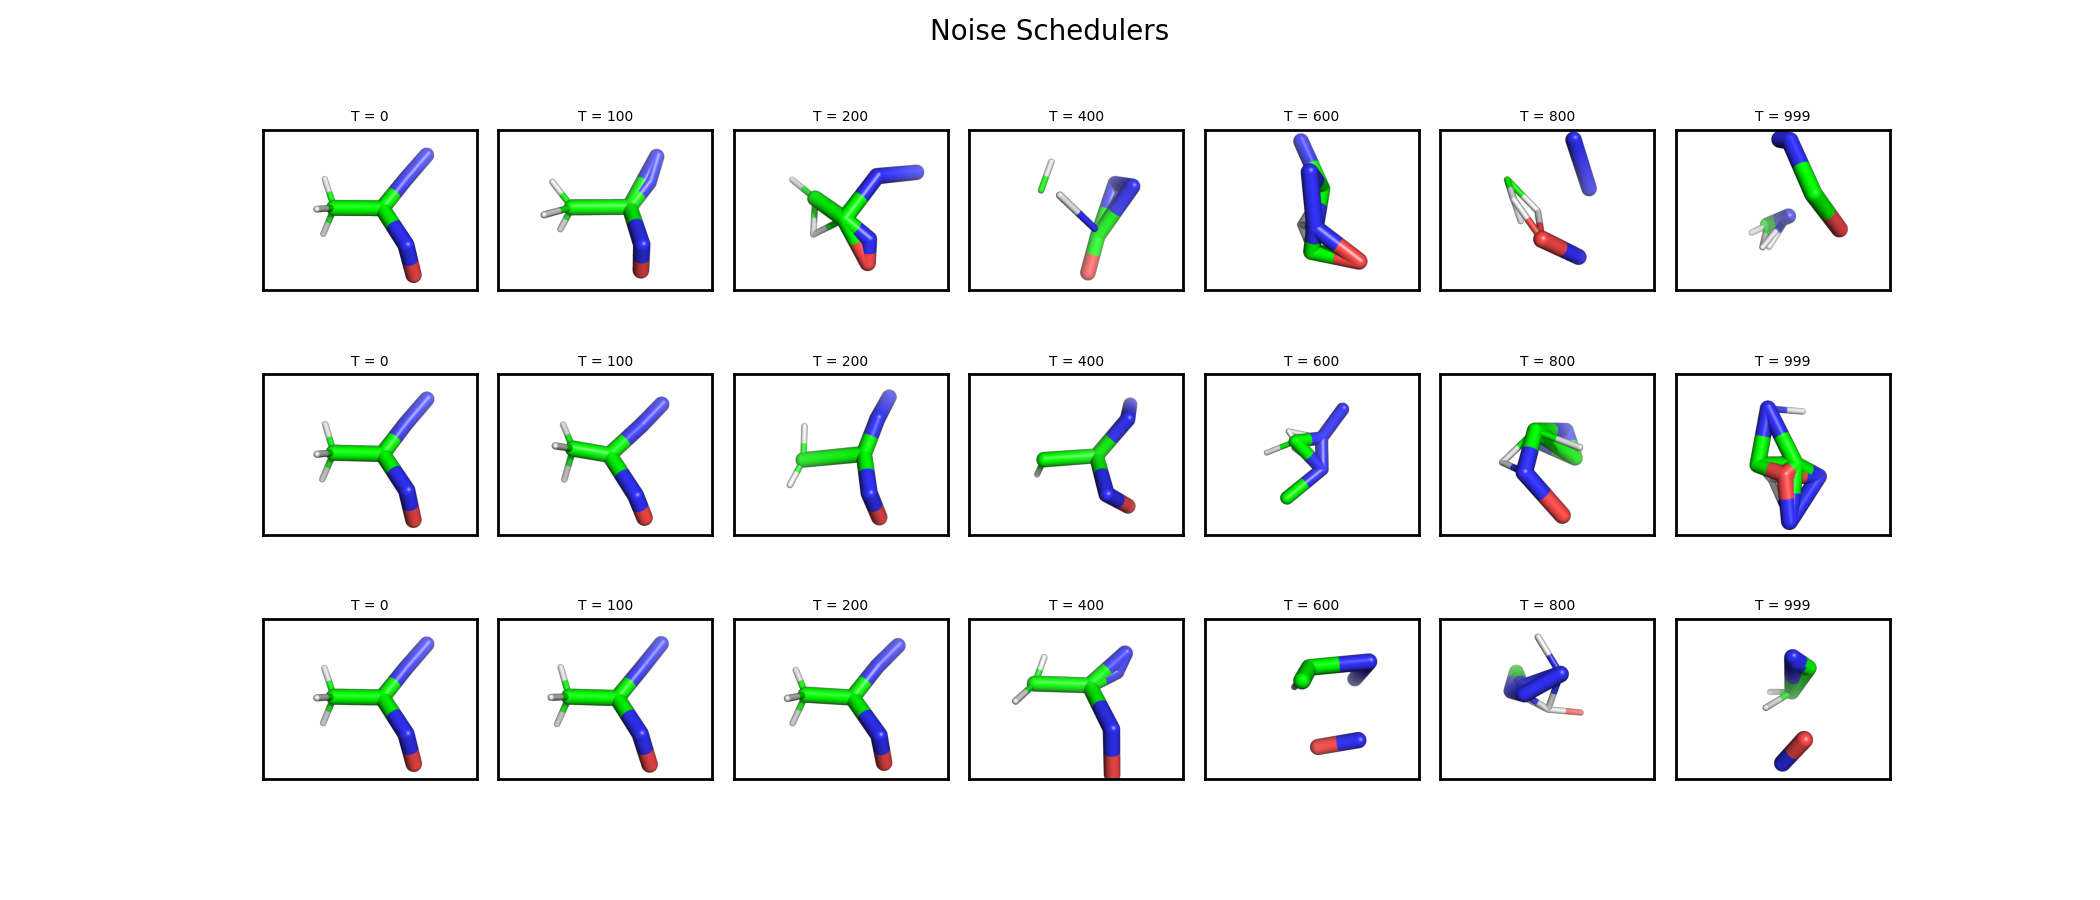 Noise Schedulers
T = 0 T = 100 T = 200 T = 400 T = 600 T = 800 T = 999
T = 0 T = 100 T = 200 T = 400 T = 600 T = 800 T = 999
T = 0 T = 100 T = 200 T = 400 T = 600 T = 800 T = 999